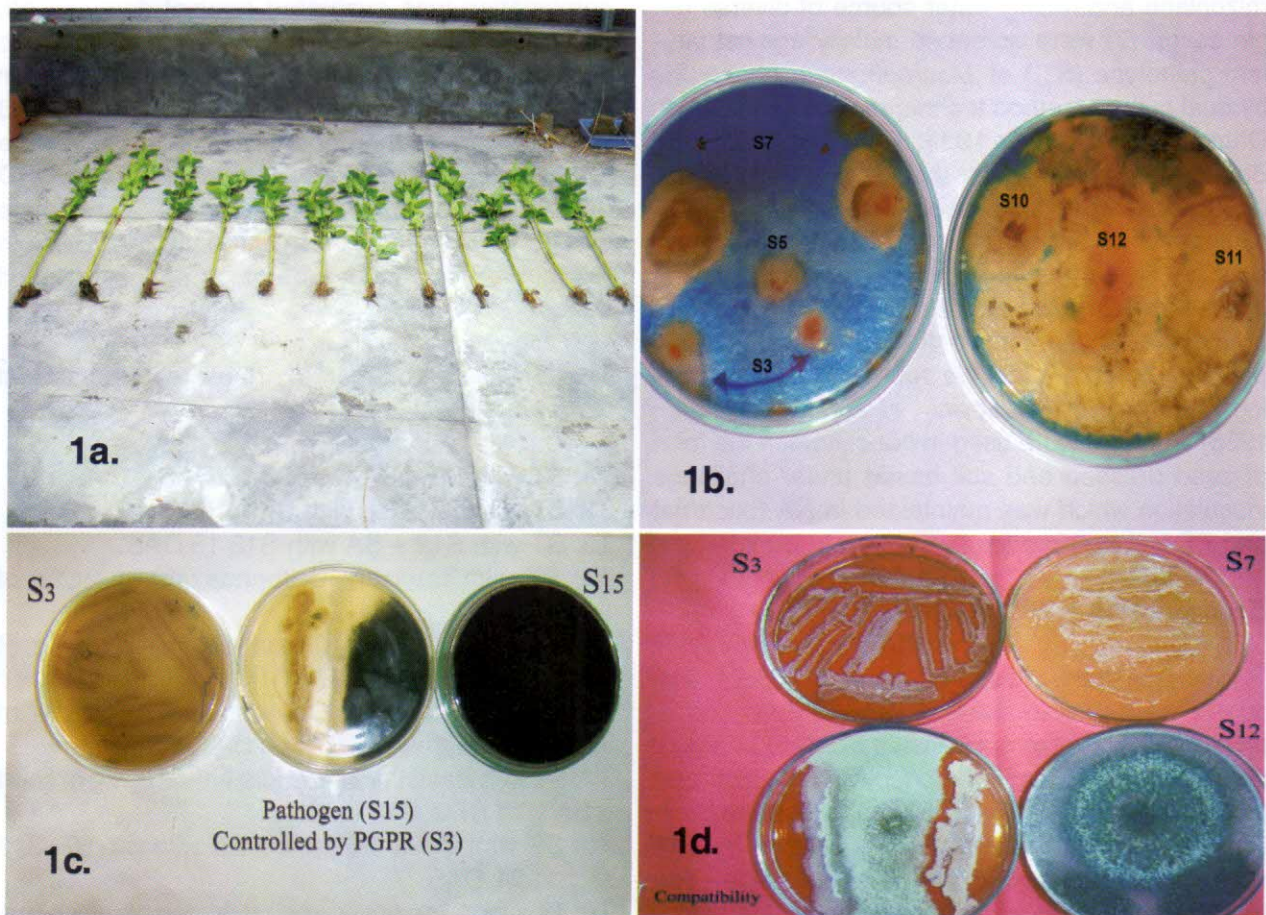 1a.
S7
S5
S3
1b.
S10
S12
S11
S3
S15
Pathogen (S15)
Controlled by PGPR (S3)
1c.
S3
S7
S12
1d.
Compatibility